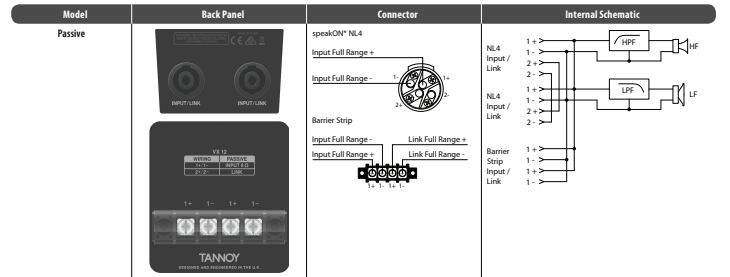 Model
Back Panel
Connector
Internal Schematic
Passive
INPUT/LINK
INPUT/LINK
VX 12
WIRING PASSIVE
1+/1– INPUT 8 Ω
2+/2– LINK
1+ 1– 1+ 1–
TANNOY
DESIGNED AND ENGINEERED IN THE U.K.
speakON® NL4
Input Full Range +
Input Full Range -
1-
1+
2-
2+
Barrier Strip
Input Full Range - Link Full Range +
Input Full Range + Link Full Range -
1+ 1- 1+ 1-
NL4
Input /
Link
1 +
1 -
2 +
2 -
NL4
Input /
Link
1 +
1 -
2 +
2 -
Barrier
Strip
Input /
Link
1 +
1 -
1 +
1 -
HPF
HF
LPF
LF